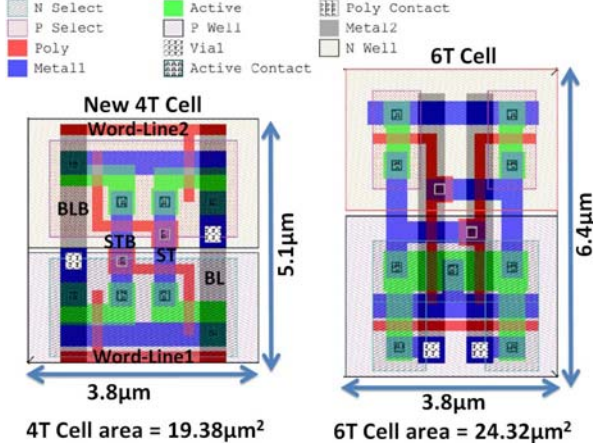 N Select
P Select
Poly
Metal1
Active
P Well
Via1
Active Contact
Poly Contact
Metal2
N Well
New 4T Cell
6T Cell
Word-Line2
BLB
STB
ST
BL
Word-Line1
5.1μm
6.4μm
3.8μm
3.8μm
4T Cell area = 19.38μm²
6T Cell area = 24.32μm²